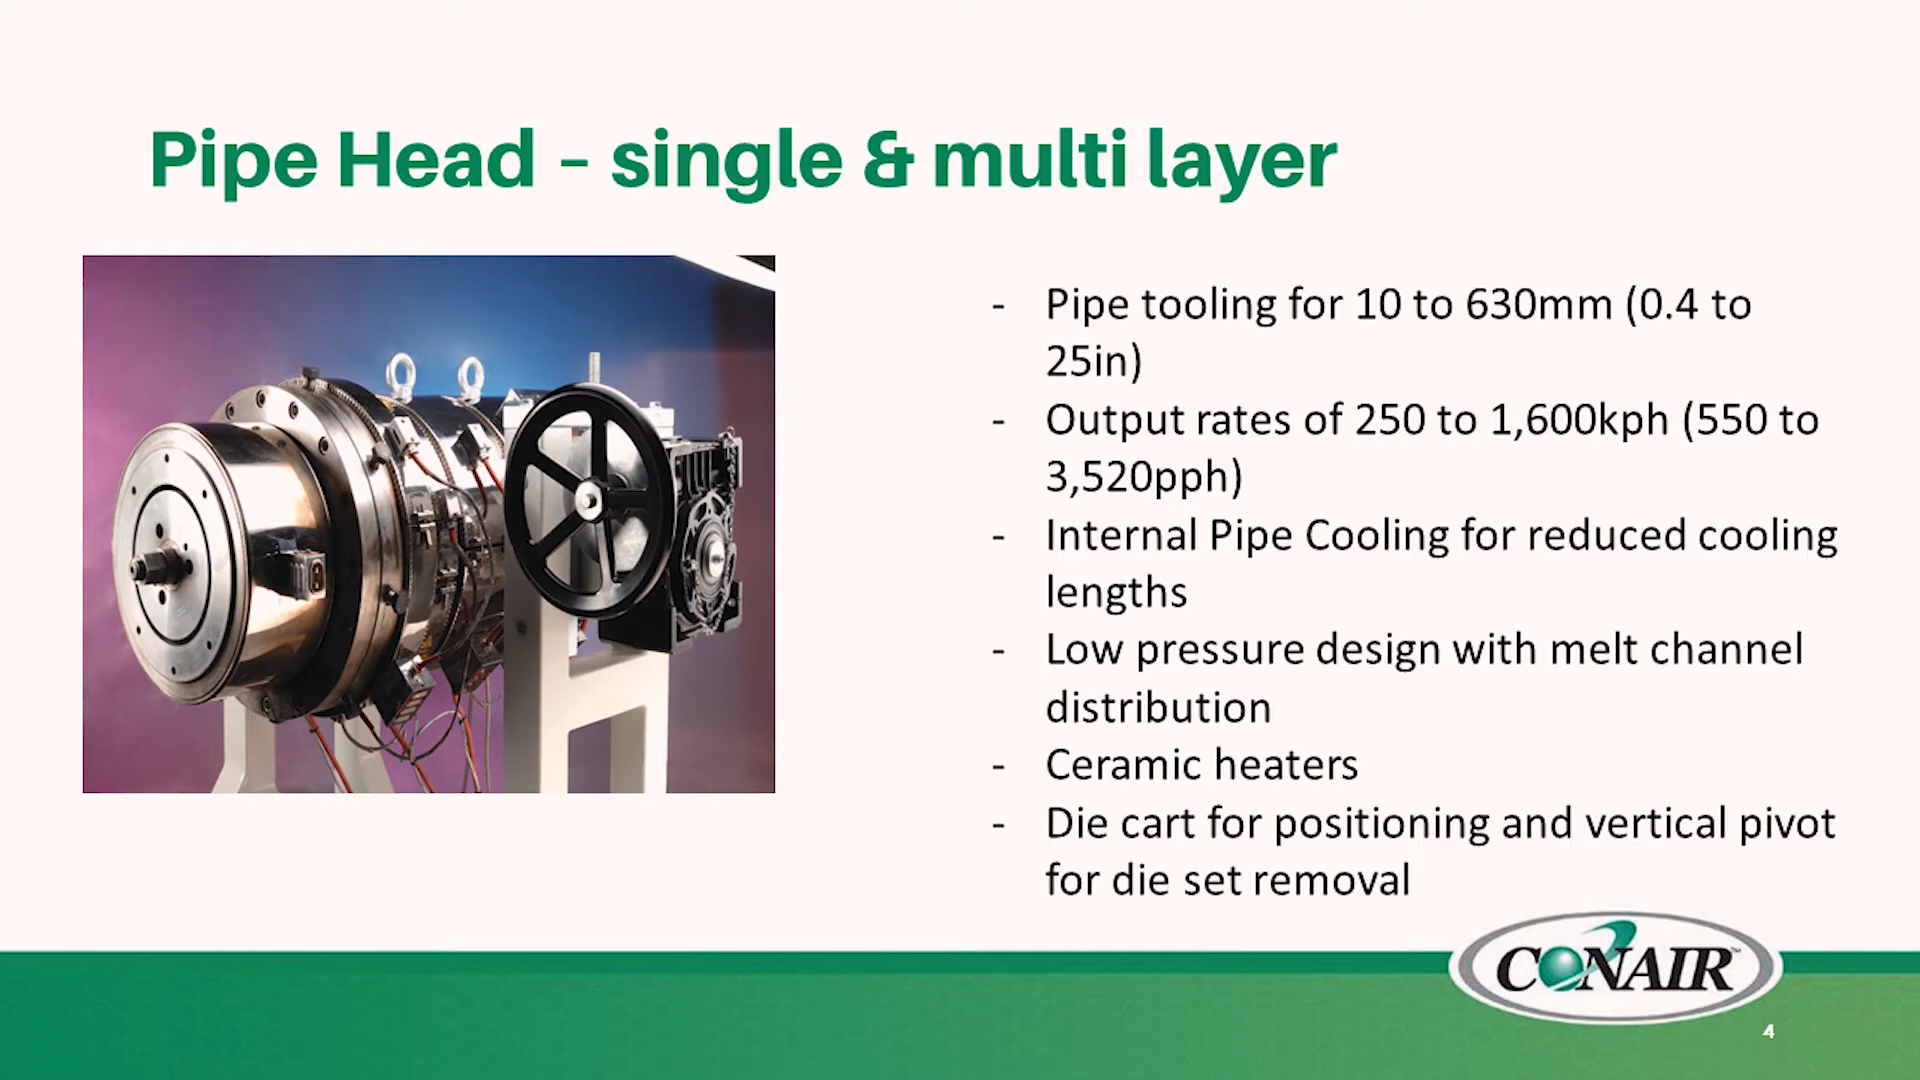 Pipe Head – single & multi layer
- Pipe tooling for 10 to 630mm (0.4 to
25in)
- Output rates of 250 to 1,600kph (550 to
3,520pph)
- Internal Pipe Cooling for reduced cooling
lengths
- Low pressure design with melt channel
distribution
- Ceramic heaters
- Die cart for positioning and vertical pivot
for die set removal
CONAIR™
4